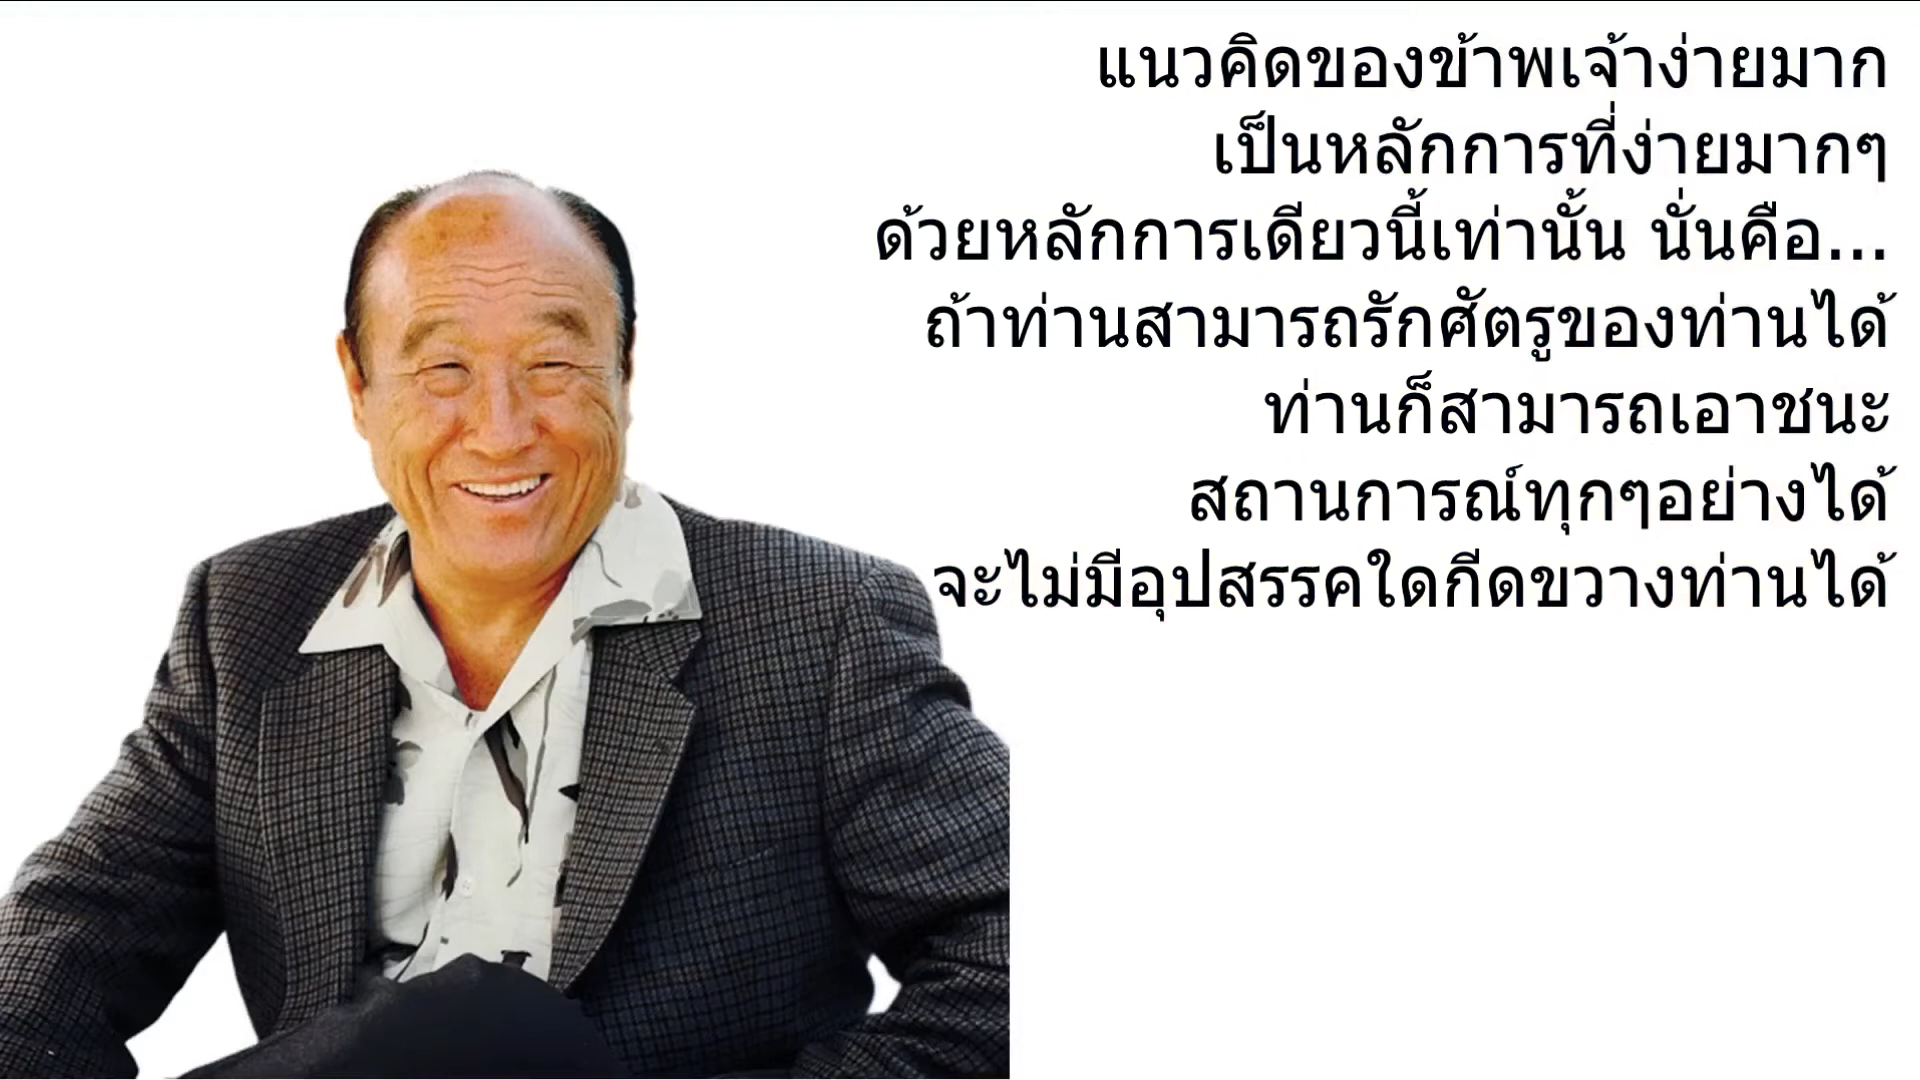 แนวคิดของข้าพเจ้าง่ายมาก
เป็นหลักการที่ง่ายมากๆ
ด้วยหลักการเดียวนี้เท่านั้น นั่นคือ...
ถ้าท่านสามารถรักศัตรูของท่านได้
ท่านก็สามารถเอาชนะ
สถานการณ์ทุกๆอย่างได้
จะไม่มีอุปสรรคใดกีดขวางท่านได้